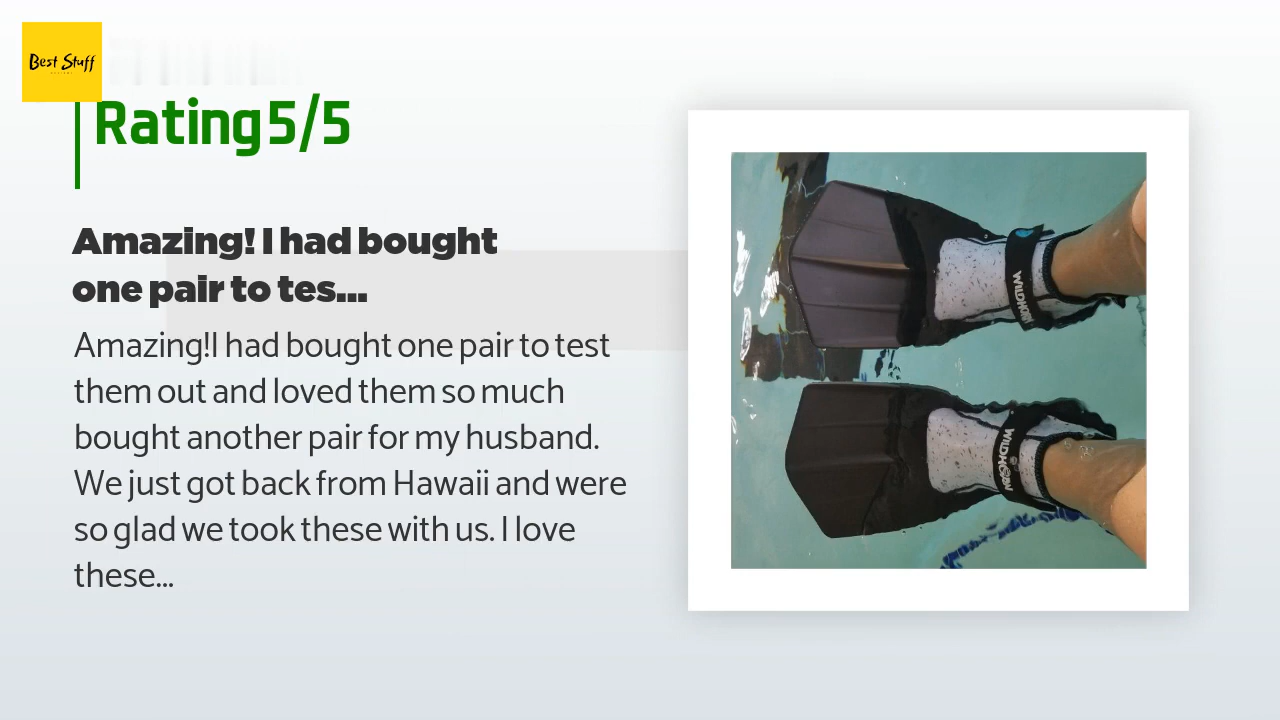 Best Stuff
Rating 5/5
Amazing! I had bought
one pair to tes...
Amazing!I had bought one pair to test
them out and loved them so much
bought another pair for my husband.
We just got back from Hawaii and were
so glad we took these with us. I love
these...
WILDHORN
WILDHORN